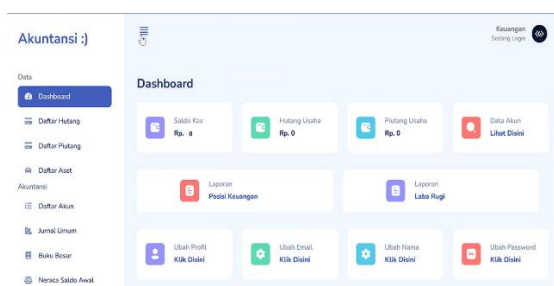 Akuntansi :)
Keuangan
Sedang Login
Data
Dashboard
Daftar Hutang
Daftar Piutang
Daftar Aset
Akuntansi
Daftar Akun
Jurnal Umum
Buku Besar
Neraca Saldo Awal
Dashboard
Saldo Kas
Rp. 0
Hutang Usaha
Rp. 0
Piutang Usaha
Rp. 0
Data Akun
Lihat Disini
Laporan
Posisi Keuangan
Laporan
Laba Rugi
Ubah Profil
Klik Disini
Ubah Email
Klik Disini
Ubah Nama
Klik Disini
Ubah Password
Klik Disini